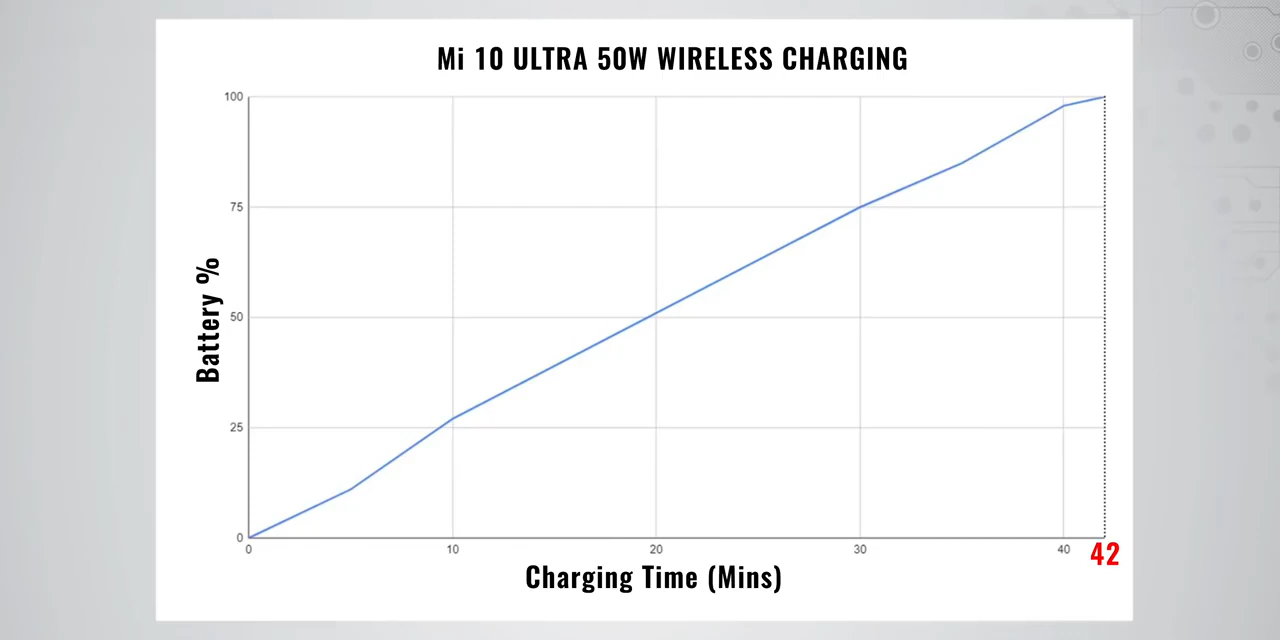 Mi 10 ULTRA 50W WIRELESS CHARGING
100
75
50
25
0
Battery %
0 10 20 30 40 42
Charging Time (Mins)